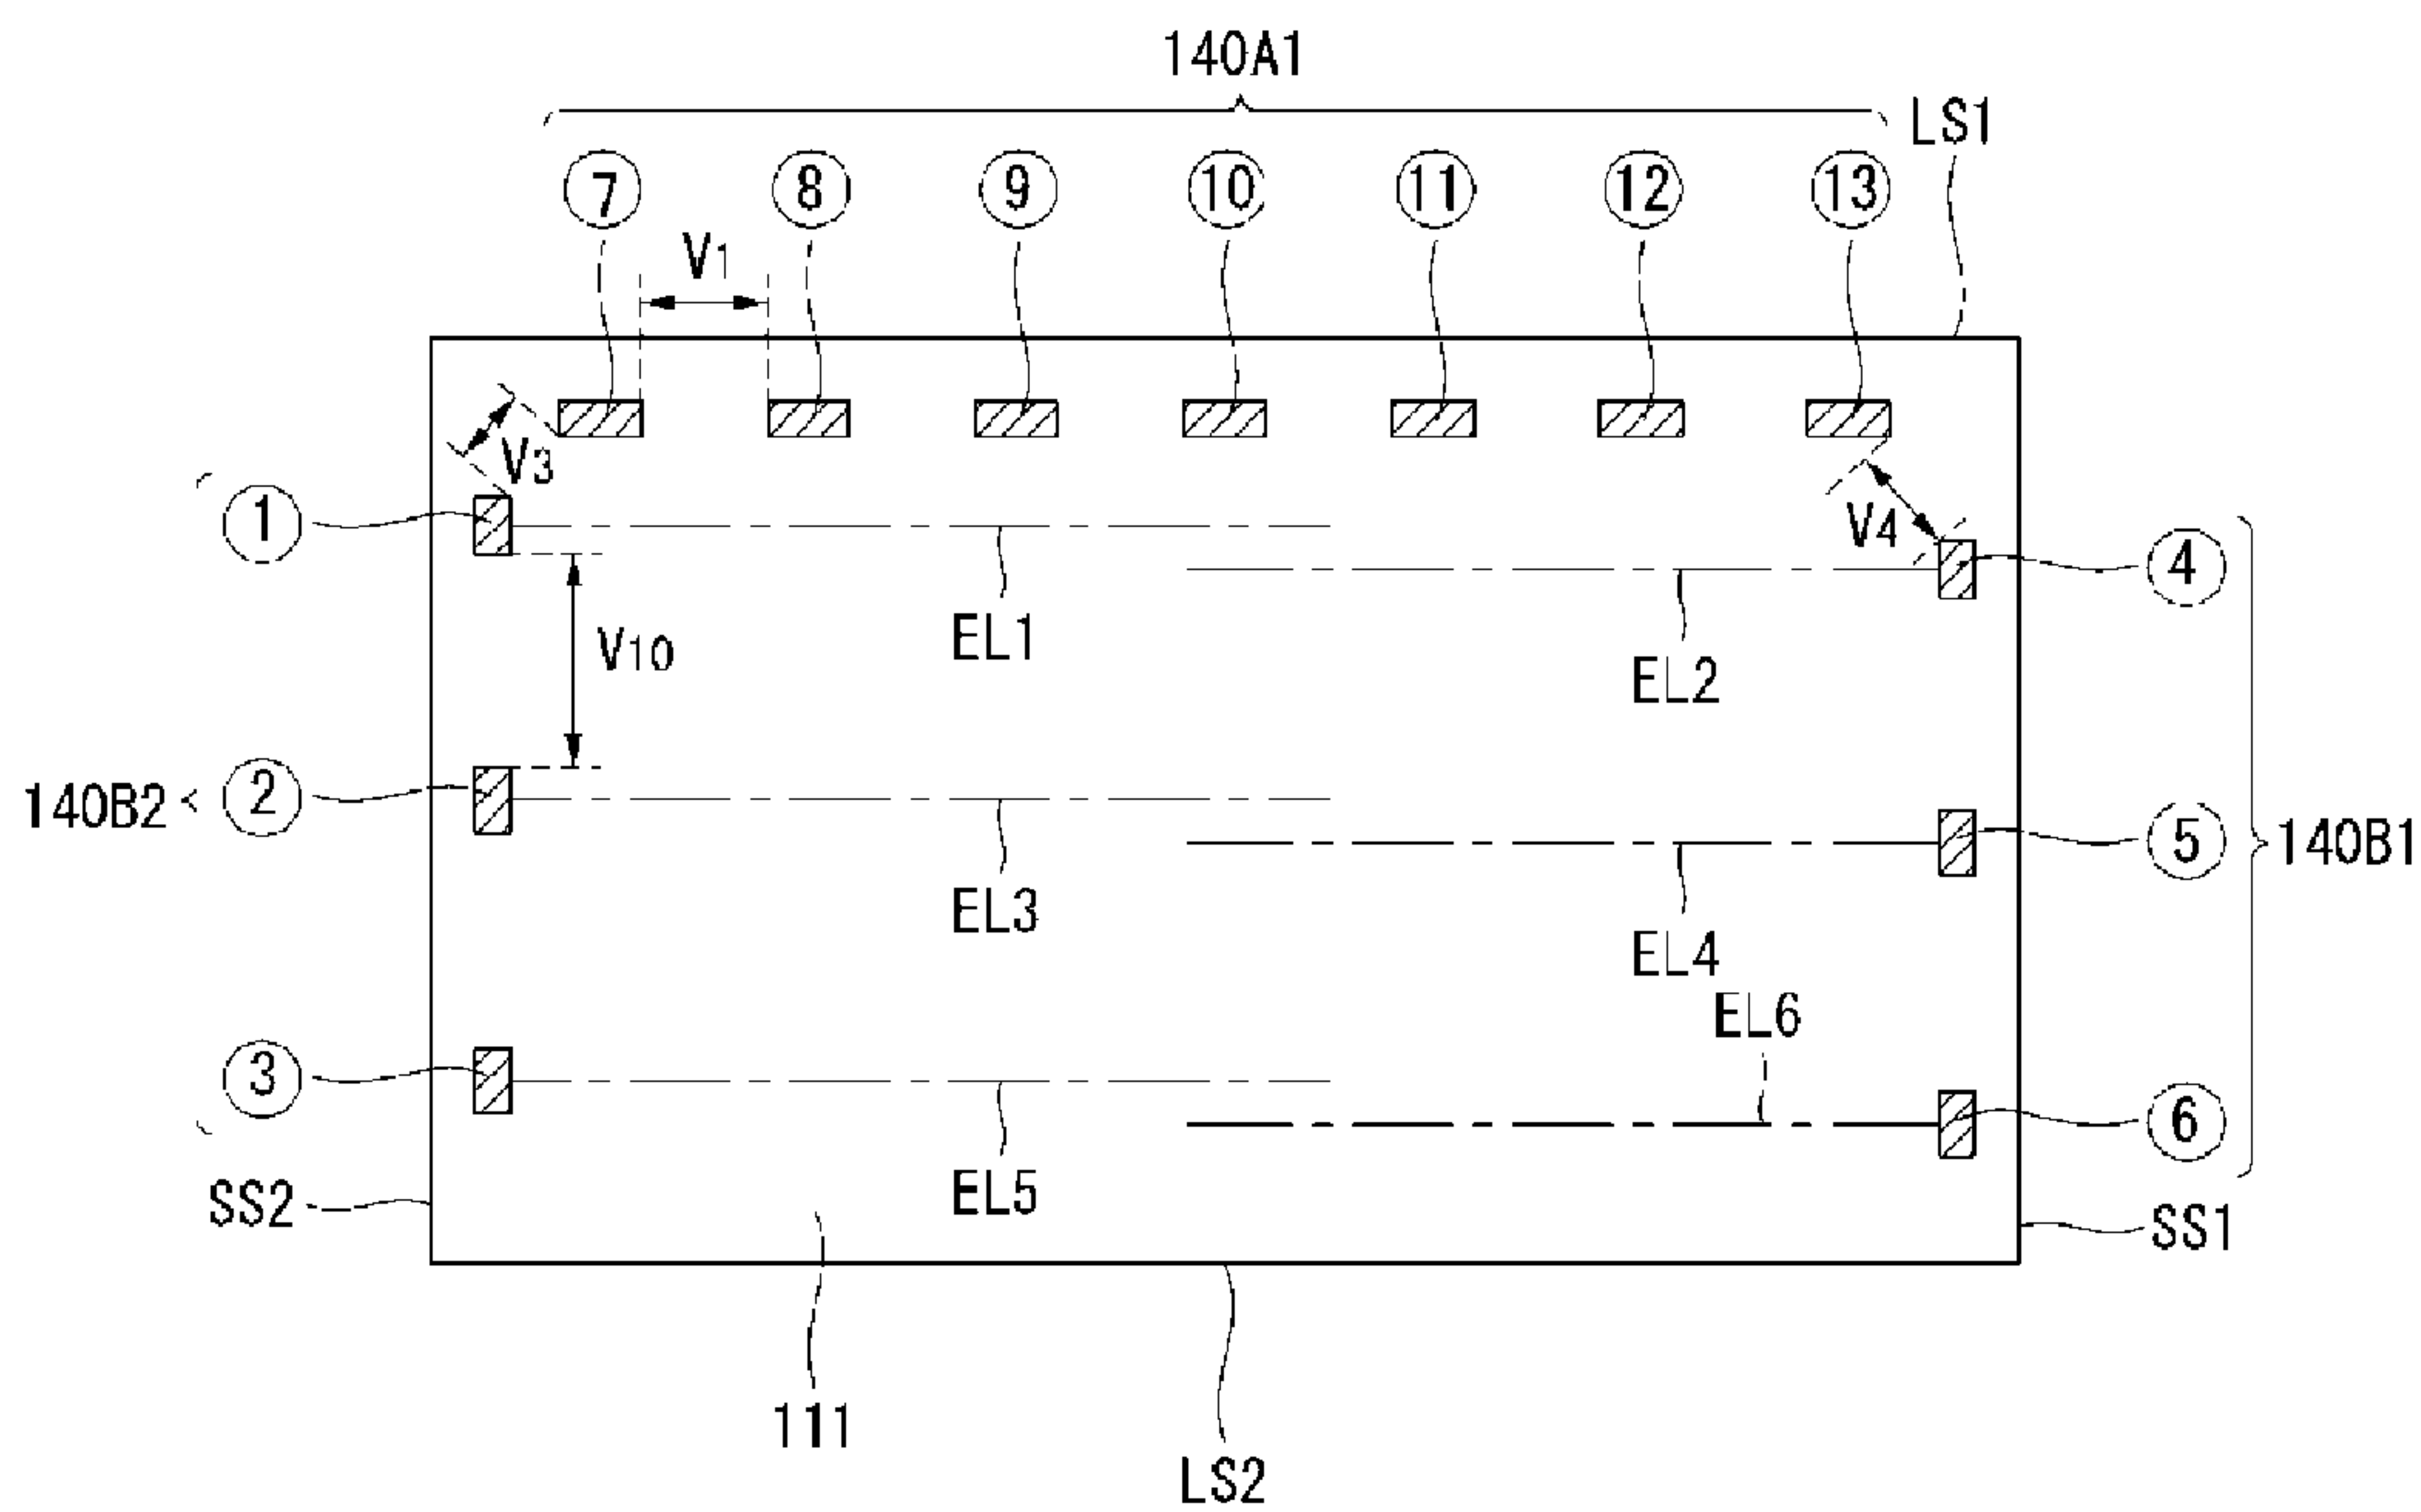 140A1
LS1
⑦ ⑧ ⑨ ⑩ ⑪ ⑫ ⑬
V1
V3
① V4 ④
EL1 V10 EL2
140B2 ② ⑤ 140B1
EL3 EL4
EL6
③ ⑥
SS2 EL5 SS1
111
LS2